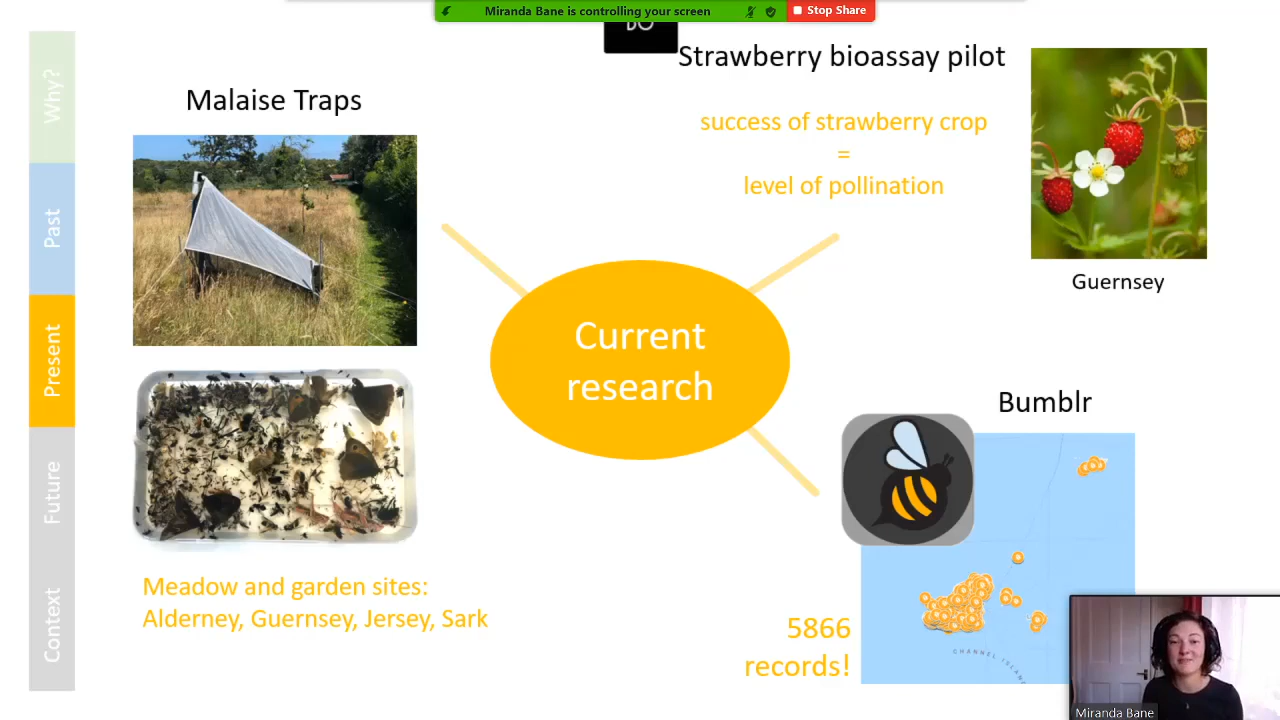 Miranda Bane is controlling your screen
Stop Share
Why?
Past
Present
Future
Context
Malaise Traps
Meadow and garden sites:
Alderney, Guernsey, Jersey, Sark
Current
research
Strawberry bioassay pilot
success of strawberry crop
=
level of pollination
Guernsey
Bumblr
5866
records!
Miranda Bane